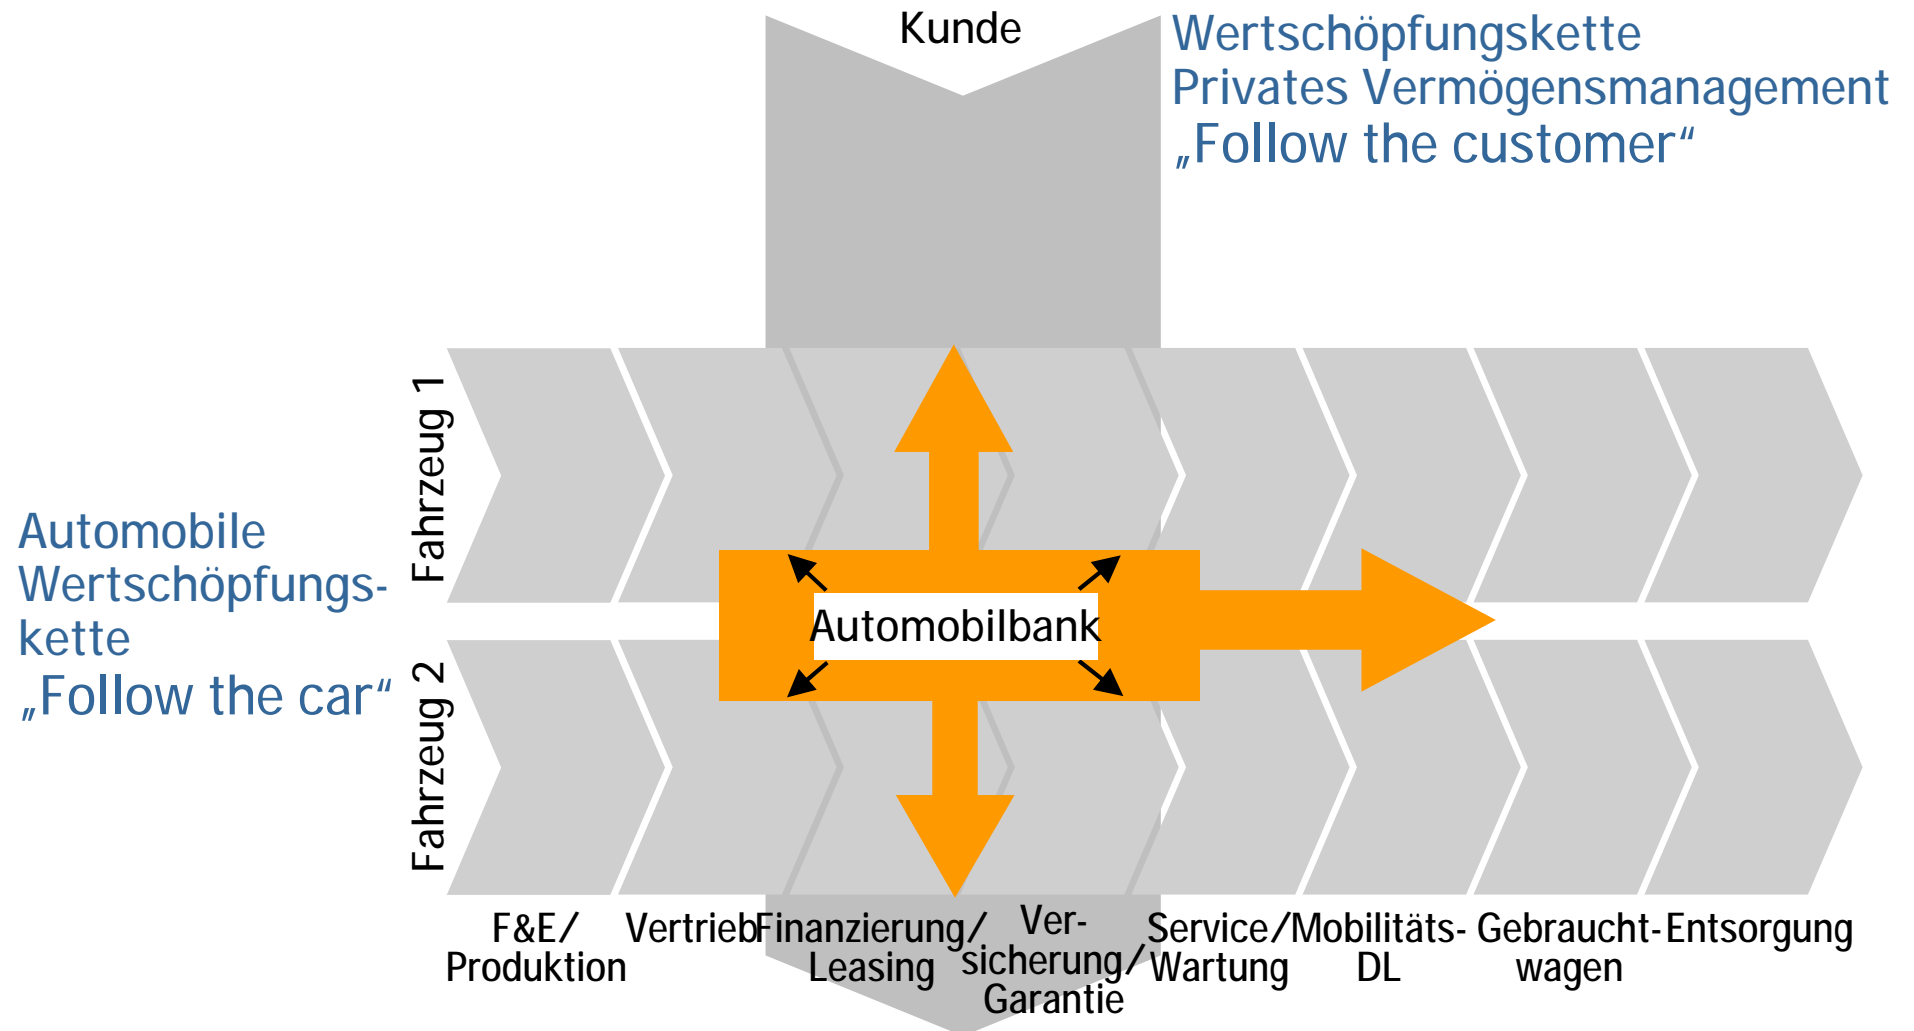 Kunde
Wertschöpfungskette
Privates Vermögensmanagement
„Follow the customer“
Automobile
Wertschöpfungs-
kette
„Follow the car“
Fahrzeug 1
Fahrzeug 2
Automobilbank
F&E/
Produktion
Vertrieb
Finanzierung/
Leasing
Ver-
sicherung/
Garantie
Service/
Wartung
Mobilitäts-
DL
Gebraucht-
wagen
Entsorgung